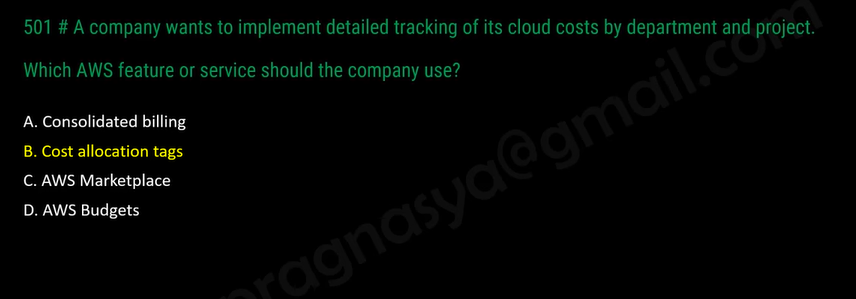 501 # A company wants to implement detailed tracking of its cloud costs by department and project.
Which AWS feature or service should the company use?
A. Consolidated billing
B. Cost allocation tags
C. AWS Marketplace
D. AWS Budgets